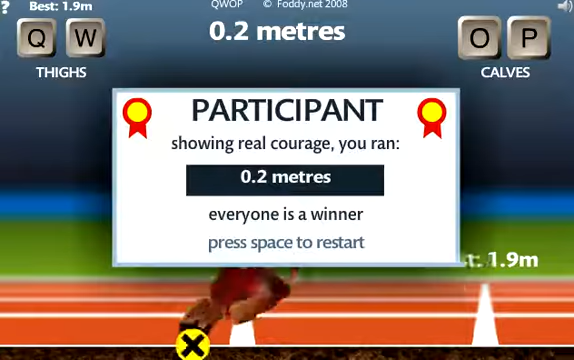 ?
Best: 1.9m
QWOP © Foddy.net 2008
0.2 metres
Q W
O P
THIGHS
CALVES
PARTICIPANT
showing real courage, you ran:
0.2 metres
everyone is a winner
press space to restart
t: 1.9m